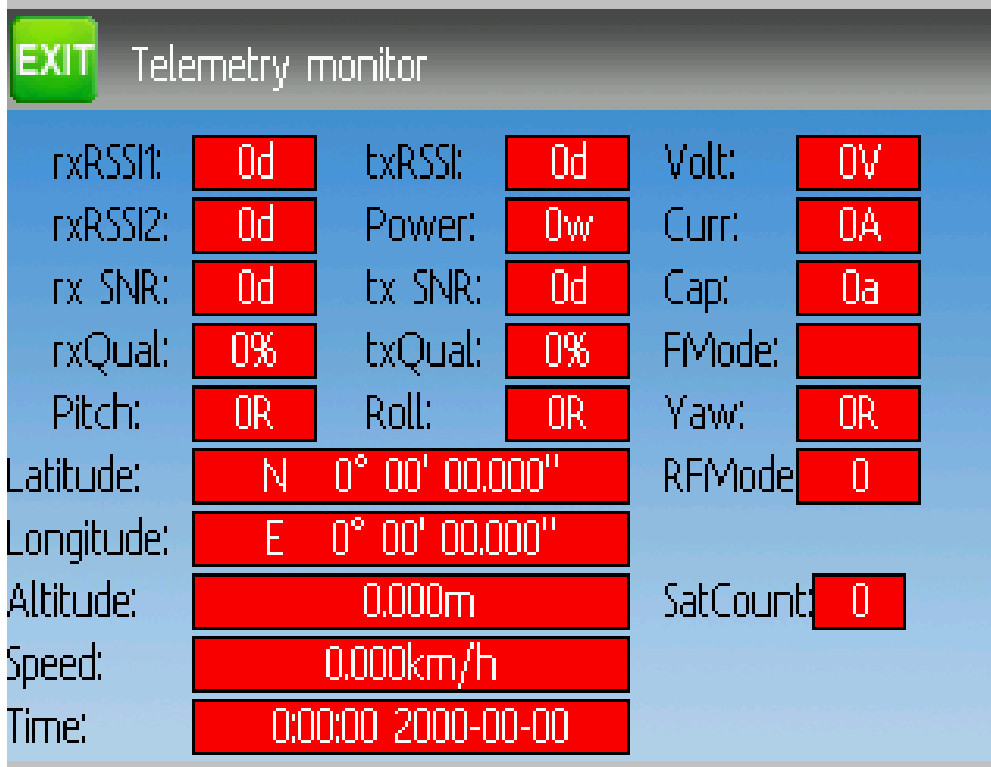 EXIT Telemetry monitor
rxRSSI1: 0d txRSSI: 0d Volt: 0V
rxRSSI2: 0d Power: 0w Curr: 0A
rx SNR: 0d tx SNR: 0d Cap: 0a
rxQual: 0% txQual: 0% FMode:
Pitch: 0R Roll: 0R Yaw: 0R
Latitude: N 0° 00' 00.000" RFMode 0
Longitude: E 0° 00' 00.000"
Altitude: 0.000m SatCount: 0
Speed: 0.000km/h
Time: 0:00:00 2000-00-00